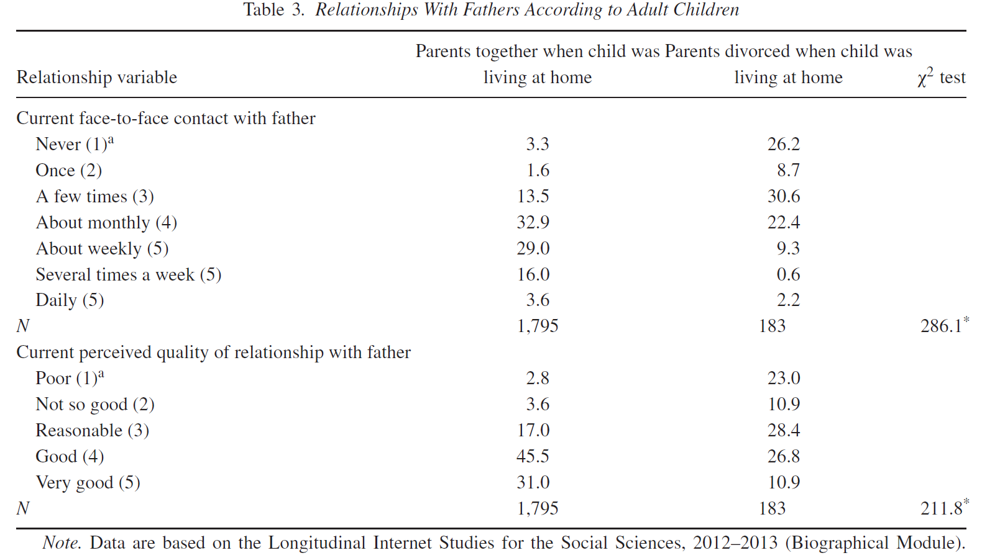 Table 3. Relationships With Fathers According to Adult Children
Parents together when child was Parents divorced when child was
Relationship variable living at home living at home χ² test
Current face-to-face contact with father
Never (1)ᵃ 3.3 26.2
Once (2) 1.6 8.7
A few times (3) 13.5 30.6
About monthly (4) 32.9 22.4
About weekly (5) 29.0 9.3
Several times a week (5) 16.0 0.6
Daily (5) 3.6 2.2
N 1,795 183 286.1*
Current perceived quality of relationship with father
Poor (1)ᵃ 2.8 23.0
Not so good (2) 3.6 10.9
Reasonable (3) 17.0 28.4
Good (4) 45.5 26.8
Very good (5) 31.0 10.9
N 1,795 183 211.8*
Note. Data are based on the Longitudinal Internet Studies for the Social Sciences, 2012–2013 (Biographical Module).